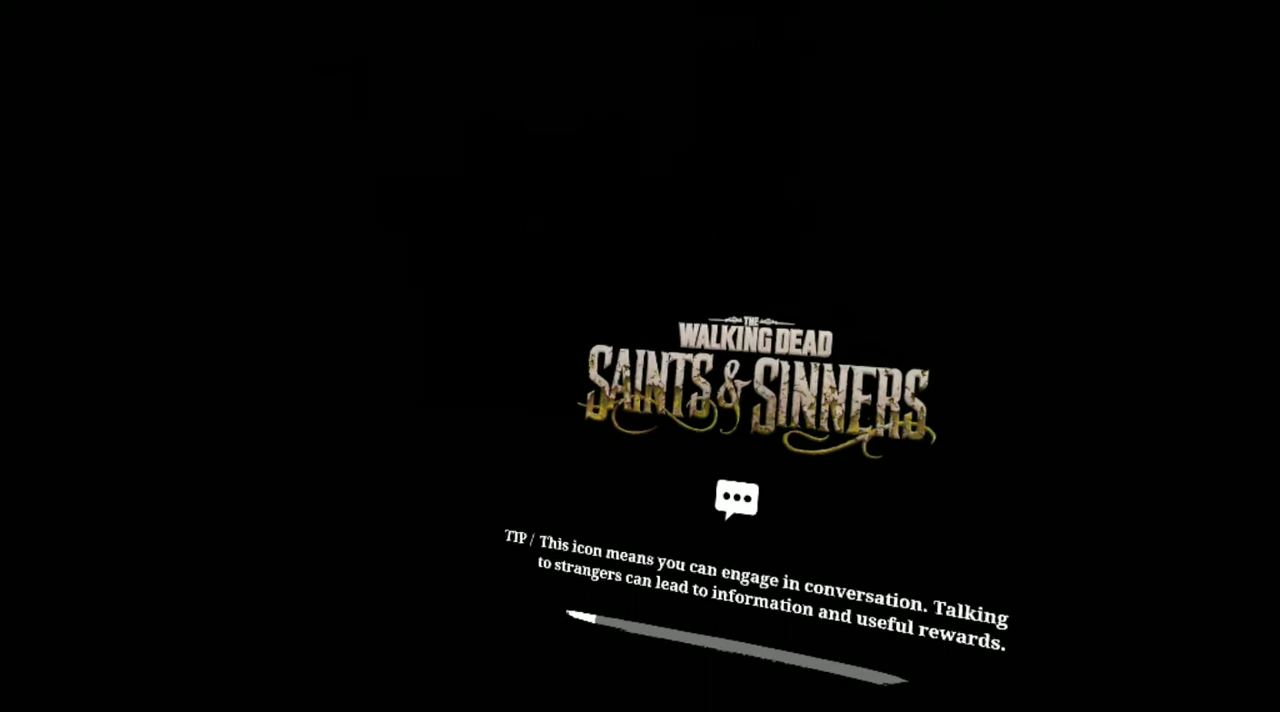 THE
WALKING DEAD
SAINTS & SINNERS
TIP / This icon means you can engage in conversation. Talking
to strangers can lead to information and useful rewards.